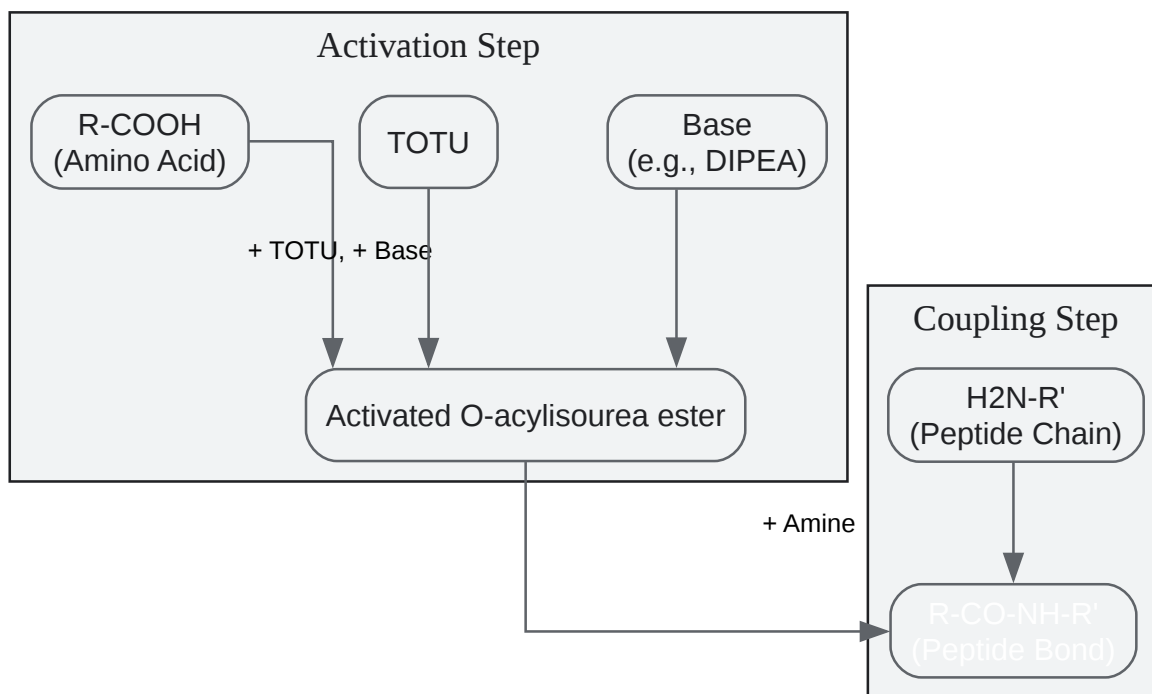 Activation Step
R-COOH
(Amino Acid)
TOTU
Base
(e.g., DIPEA)
+ TOTU, + Base
Activated O-acylisourea ester
Coupling Step
H2N-R'
(Peptide Chain)
+ Amine
R-CO-NH-R'
(Peptide Bond)